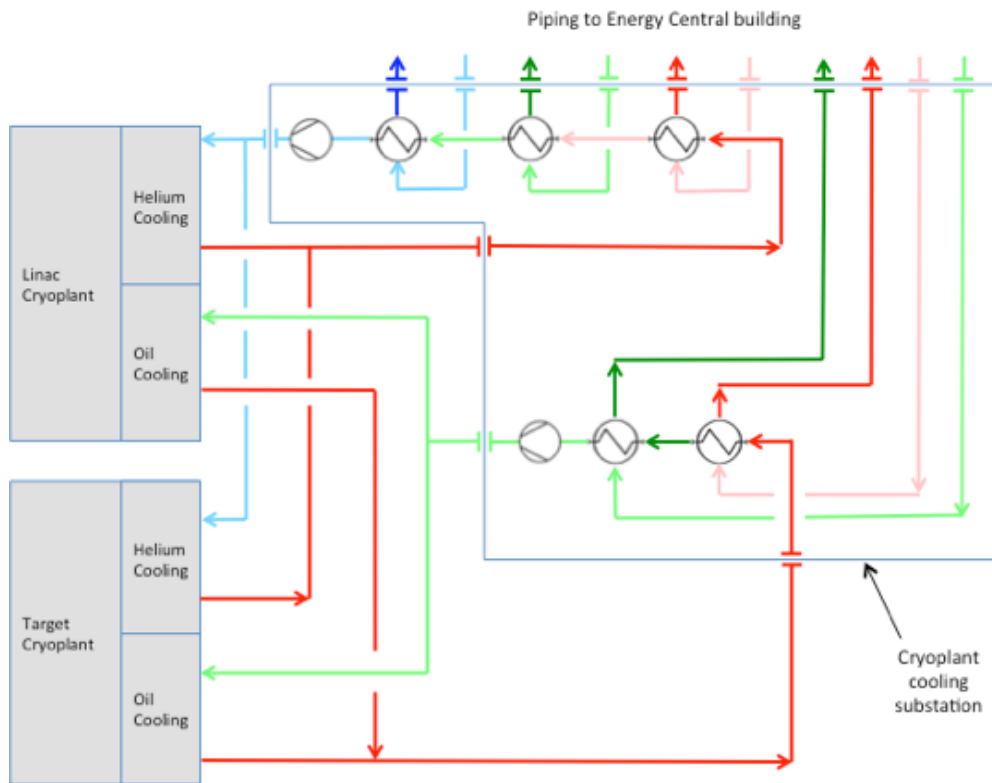 Piping to Energy Central building
Helium
Cooling
Linac
Cryoplant
Oil
Cooling
Helium
Cooling
Target
Cryoplant
Oil
Cooling
Cryoplant
cooling
substation